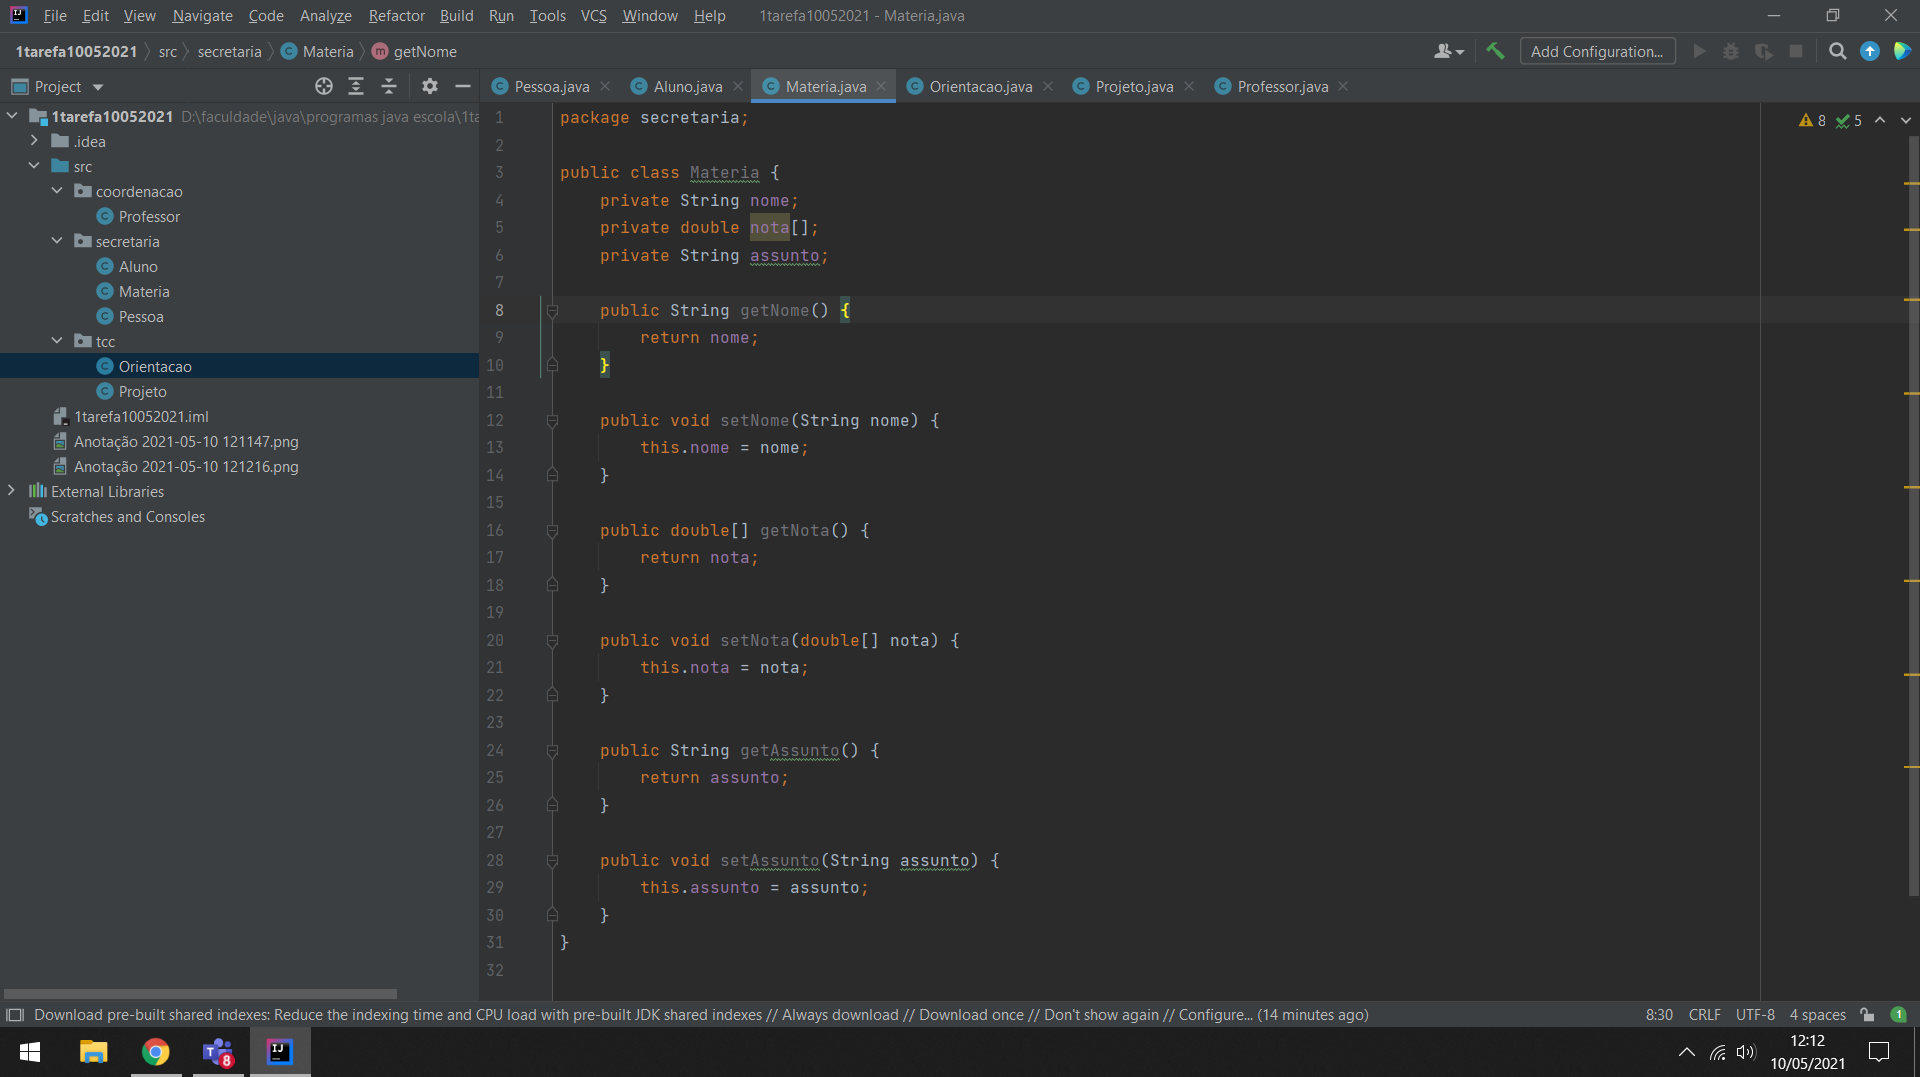 File Edit View Navigate Code Analyze Refactor Build Run Tools VCS Window Help 1tarefa10052021 - Materia.java
1tarefa10052021 src secretaria Materia getNome Add Configuration...
Project Pessoa.java Aluno.java Materia.java Orientacao.java Projeto.java Professor.java
1tarefa10052021 D:\faculdade\java\programas java escola\1ta
.idea
src
coordenacao
Professor
secretaria
Aluno
Materia
Pessoa
tcc
Orientacao
Projeto
1tarefa10052021.iml
Anotação 2021-05-10 121147.png
Anotação 2021-05-10 121216.png
External Libraries
Scratches and Consoles
8 5
1 package secretaria;
2
3 public class Materia {
4 private String nome;
5 private double nota[];
6 private String assunto;
7
8 public String getNome() {
9 return nome;
10 }
11
12 public void setNome(String nome) {
13 this.nome = nome;
14 }
15
16 public double[] getNota() {
17 return nota;
18 }
19
20 public void setNota(double[] nota) {
21 this.nota = nota;
22 }
23
24 public String getAssunto() {
25 return assunto;
26 }
27
28 public void setAssunto(String assunto) {
29 this.assunto = assunto;
30 }
31 }
32
Download pre-built shared indexes: Reduce the indexing time and CPU load with pre-built JDK shared indexes // Always download // Download once // Don't show again // Configure... (14 minutes ago) 8:30 CRLF UTF-8 4 spaces 1
8
12:12
10/05/2021